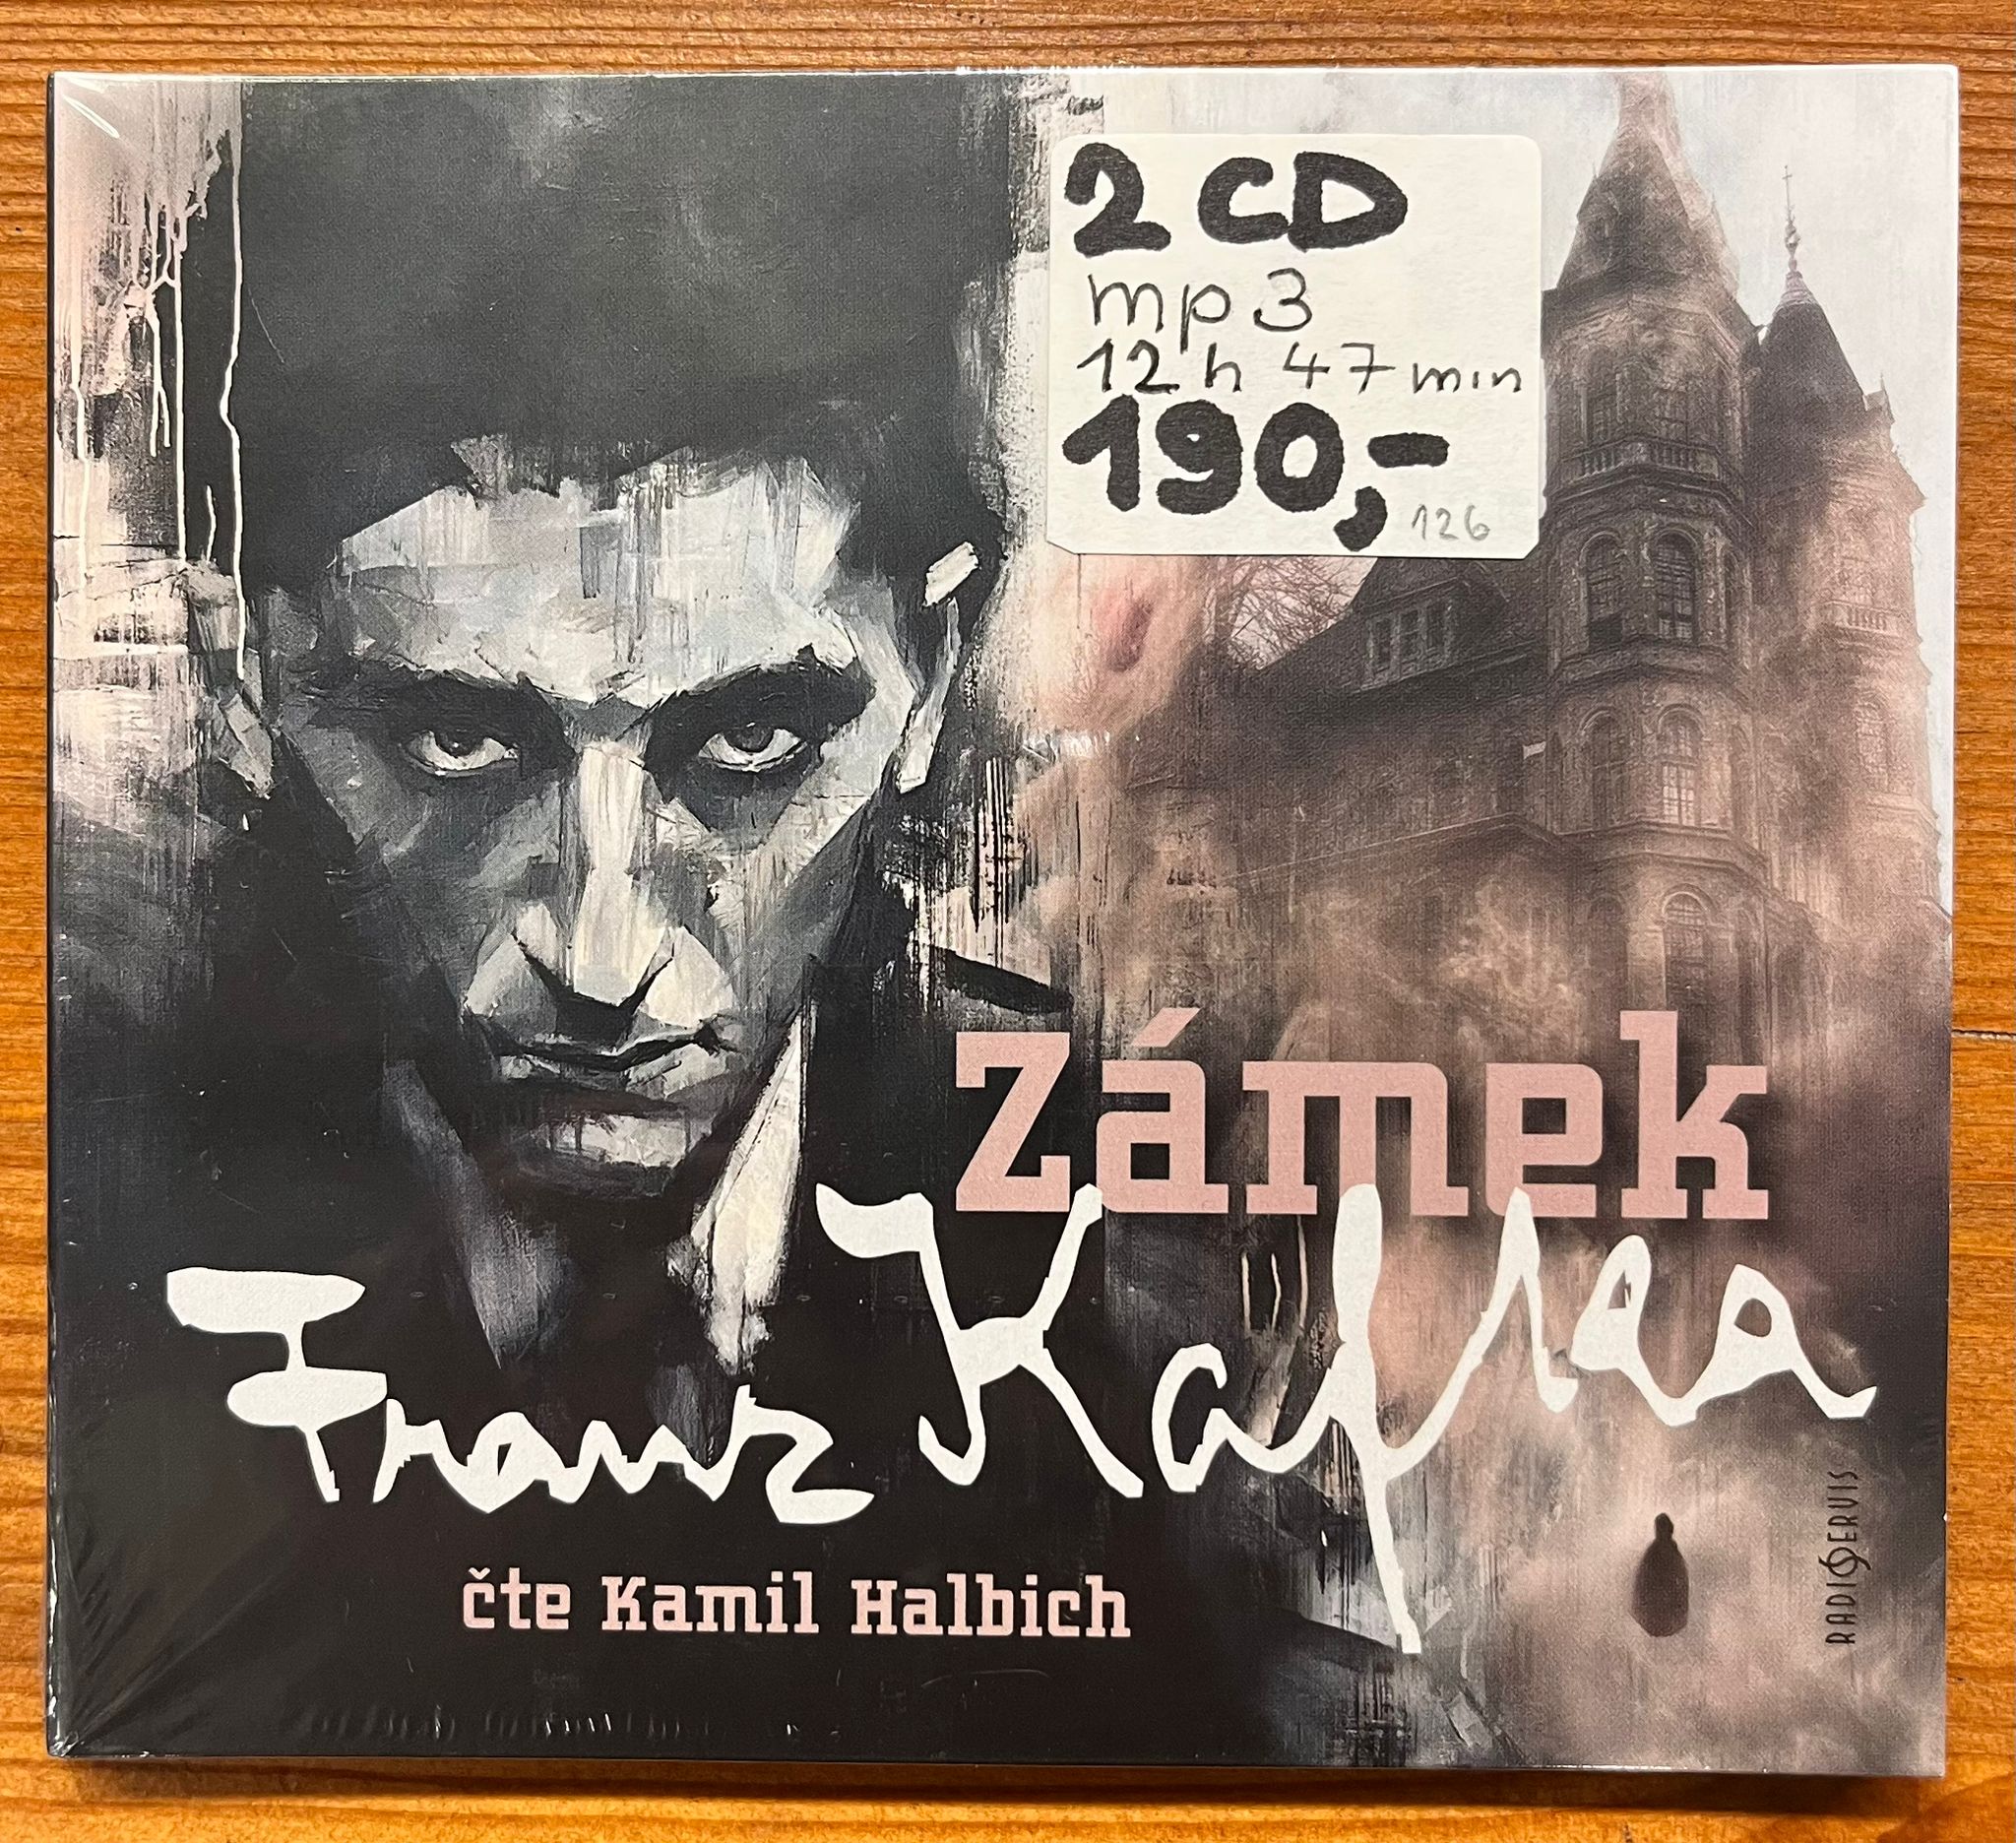 2 CD
mp3
12 h 47 min
190,-
126
Zámek
Franz Kafka
čte Kamil Halbich
RADIOSERVIS